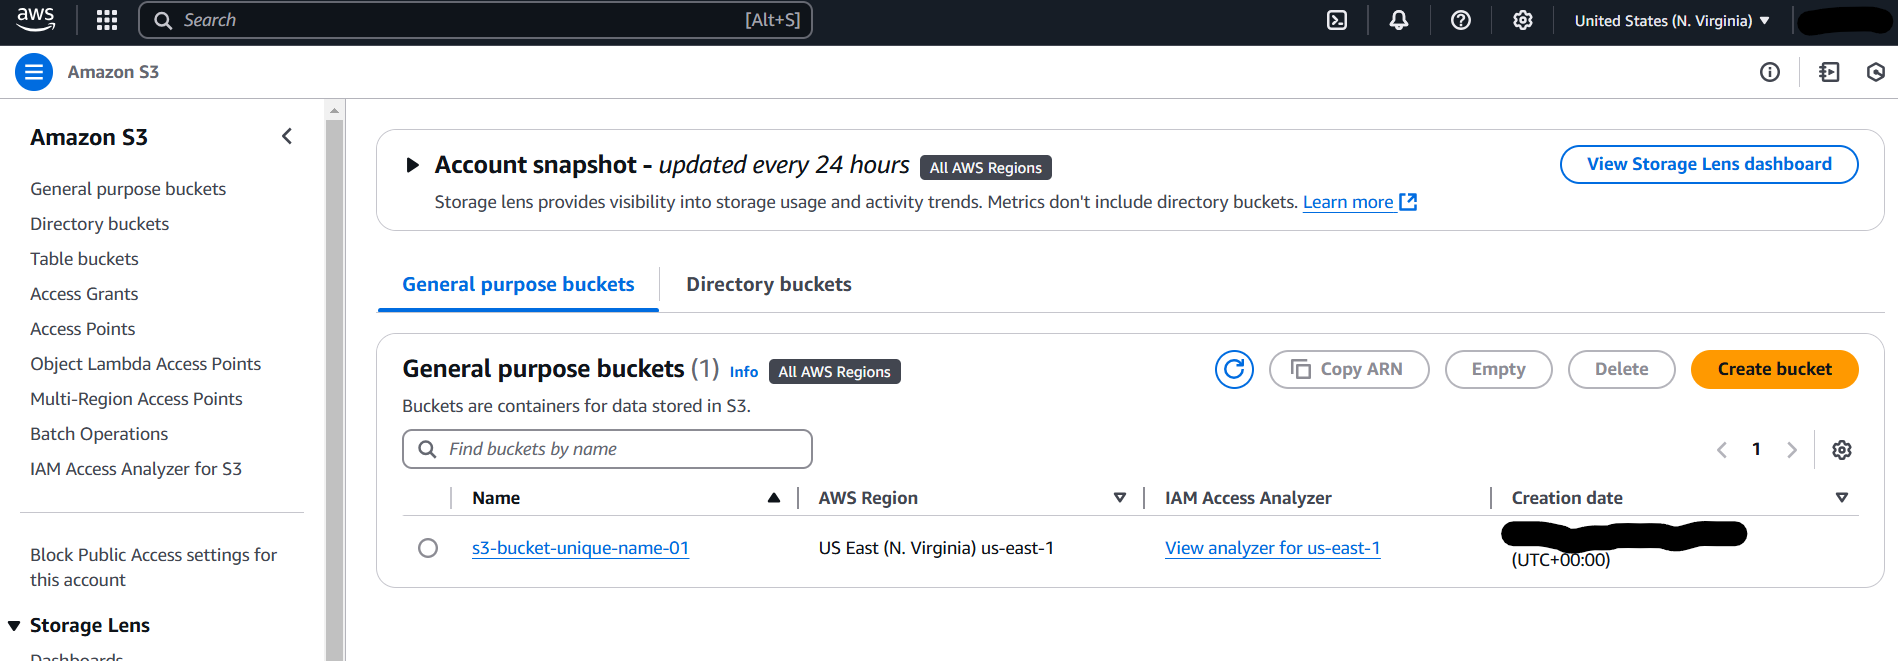 aws
Search [Alt+S]
United States (N. Virginia)
Amazon S3
Amazon S3
General purpose buckets
Directory buckets
Table buckets
Access Grants
Access Points
Object Lambda Access Points
Multi-Region Access Points
Batch Operations
IAM Access Analyzer for S3
Block Public Access settings for
this account
Storage Lens
Dashboards
Account snapshot - updated every 24 hours All AWS Regions
View Storage Lens dashboard
Storage lens provides visibility into storage usage and activity trends. Metrics don't include directory buckets. Learn more
General purpose buckets Directory buckets
General purpose buckets (1) Info All AWS Regions
Copy ARN Empty Delete Create bucket
Buckets are containers for data stored in S3.
Find buckets by name
1
Name AWS Region IAM Access Analyzer Creation date
s3-bucket-unique-name-01 US East (N. Virginia) us-east-1 View analyzer for us-east-1
(UTC+00:00)